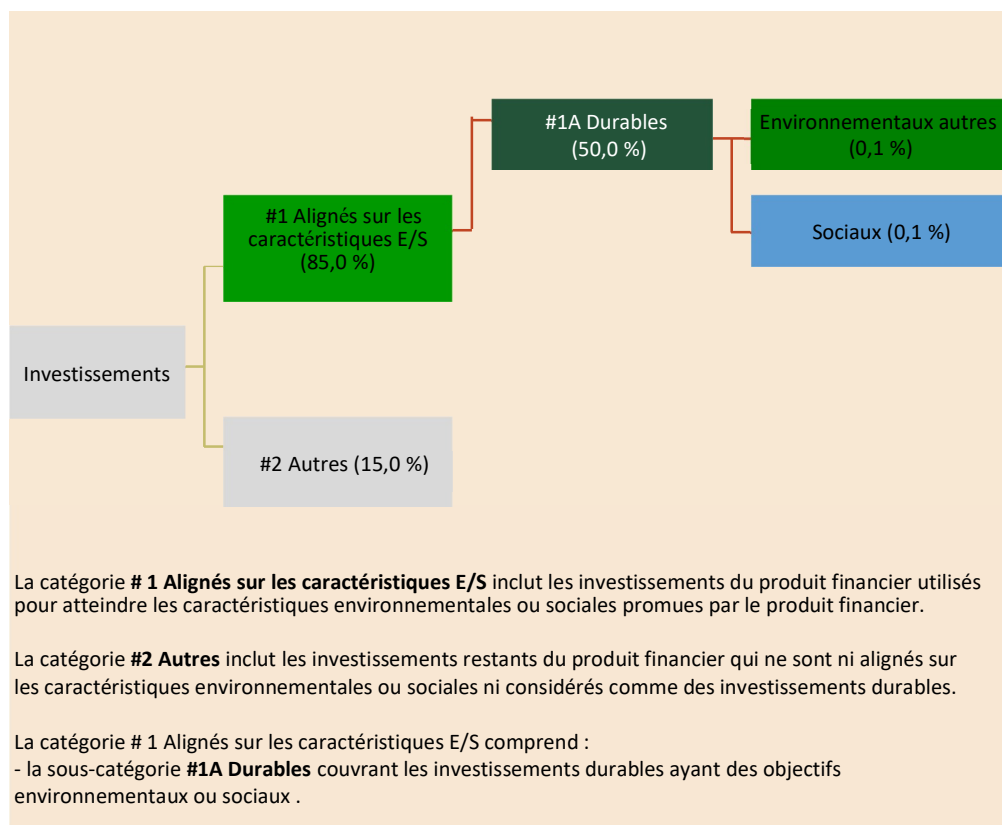 #1A Durables
(50,0 %)
Environnementaux autres
(0,1 %)
#1 Alignés sur les
caractéristiques E/S
(85,0 %)
Sociaux (0,1 %)
Investissements
#2 Autres (15,0 %)
La catégorie # 1 Alignés sur les caractéristiques E/S inclut les investissements du produit financier utilisés
pour atteindre les caractéristiques environnementales ou sociales promues par le produit financier.
La catégorie #2 Autres inclut les investissements restants du produit financier qui ne sont ni alignés sur
les caractéristiques environnementales ou sociales ni considérés comme des investissements durables.
La catégorie # 1 Alignés sur les caractéristiques E/S comprend :
- la sous-catégorie #1A Durables couvrant les investissements durables ayant des objectifs
environnementaux ou sociaux .